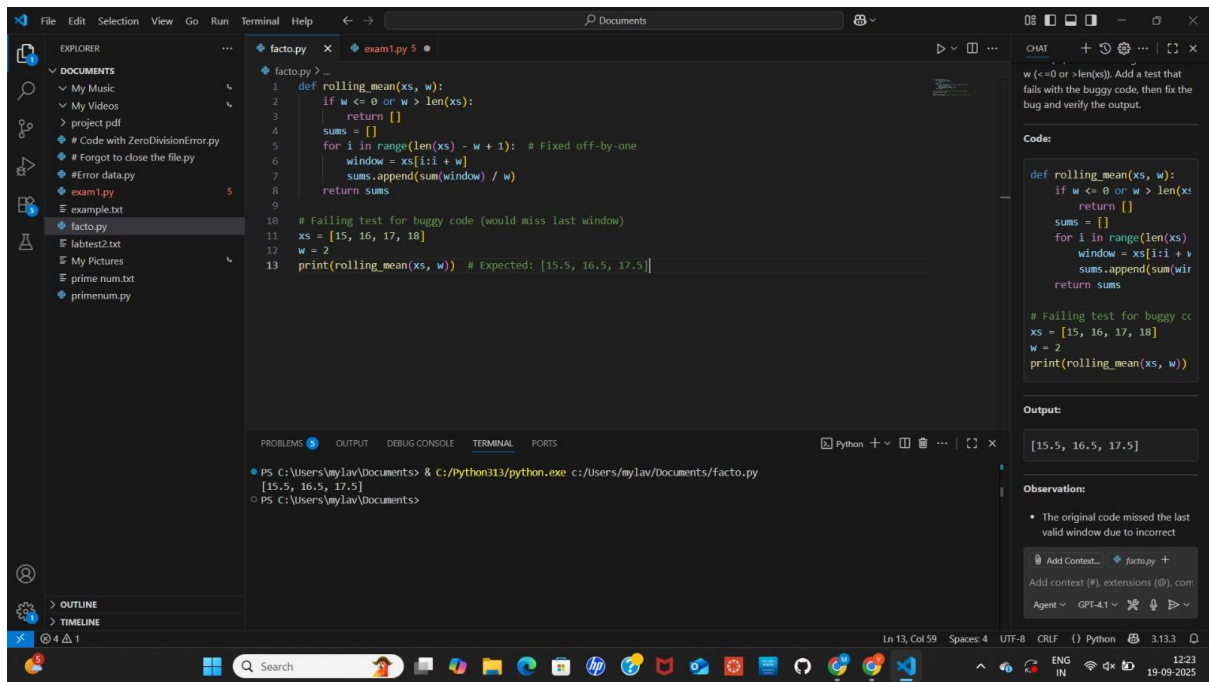 File Edit Selection View Go Run Terminal Help
Documents
EXPLORER
DOCUMENTS
My Music
My Videos
project pdf
# Code with ZeroDivisionError.py
# Forgot to close the file.py
#Error data.py
exam1.py 5
example.txt
facto.py
labtest2.txt
My Pictures
prime num.txt
primenum.py
OUTLINE
TIMELINE
facto.py exam1.py 5
facto.py > ...
1 def rolling_mean(xs, w):
2 if w <= 0 or w > len(xs):
3 return []
4 sums = []
5 for i in range(len(xs) - w + 1): # Fixed off-by-one
6 window = xs[i:i + w]
7 sums.append(sum(window) / w)
8 return sums
9
10 # Failing test for buggy code (would miss last window)
11 xs = [15, 16, 17, 18]
12 w = 2
13 print(rolling_mean(xs, w)) # Expected: [15.5, 16.5, 17.5]
PROBLEMS 5 OUTPUT DEBUG CONSOLE TERMINAL PORTS
Python
PS C:\Users\mylav\Documents> & C:/Python313/python.exe c:/Users/mylav/Documents/facto.py
[15.5, 16.5, 17.5]
PS C:\Users\mylav\Documents>
CHAT
w (<=0 or >len(xs)). Add a test that
fails with the buggy code, then fix the
bug and verify the output.
Code:
def rolling_mean(xs, w):
if w <= 0 or w > len(xs
return []
sums = []
for i in range(len(xs)
window = xs[i:i + w
sums.append(sum(wir
return sums
# Failing test for buggy cc
xs = [15, 16, 17, 18]
w = 2
print(rolling_mean(xs, w))
Output:
[15.5, 16.5, 17.5]
Observation:
• The original code missed the last
valid window due to incorrect
Add Context... facto.py +
Add context (#), extensions (@), com
Agent GPT-4.1
4 1
Ln 13, Col 59 Spaces: 4 UTF-8 CRLF {} Python 3.13.3
5
Search
ENG
IN
12:23
19-09-2025